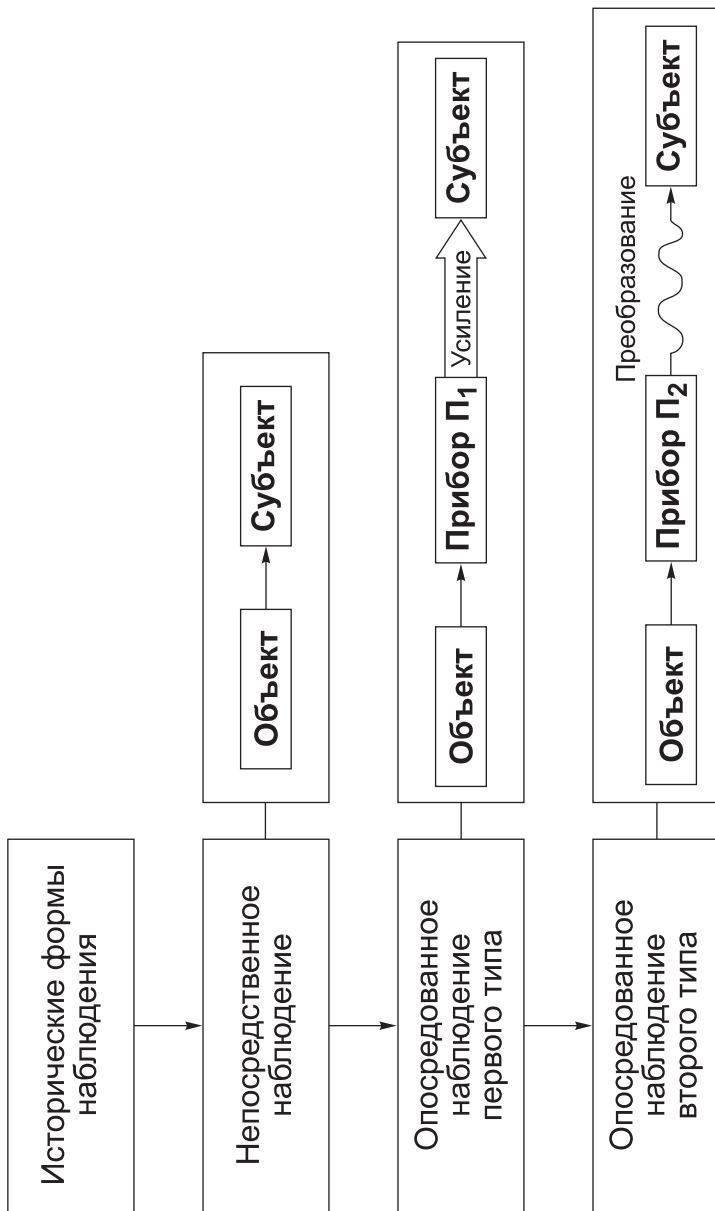 Исторические формы
наблюдения
Непосредственное
наблюдение
Объект
Субъект
Опосредованное
наблюдение
первого типа
Объект
Прибор П₁
Усиление
Субъект
Опосредованное
наблюдение
второго типа
Объект
Прибор П₂
Преобразование
Субъект